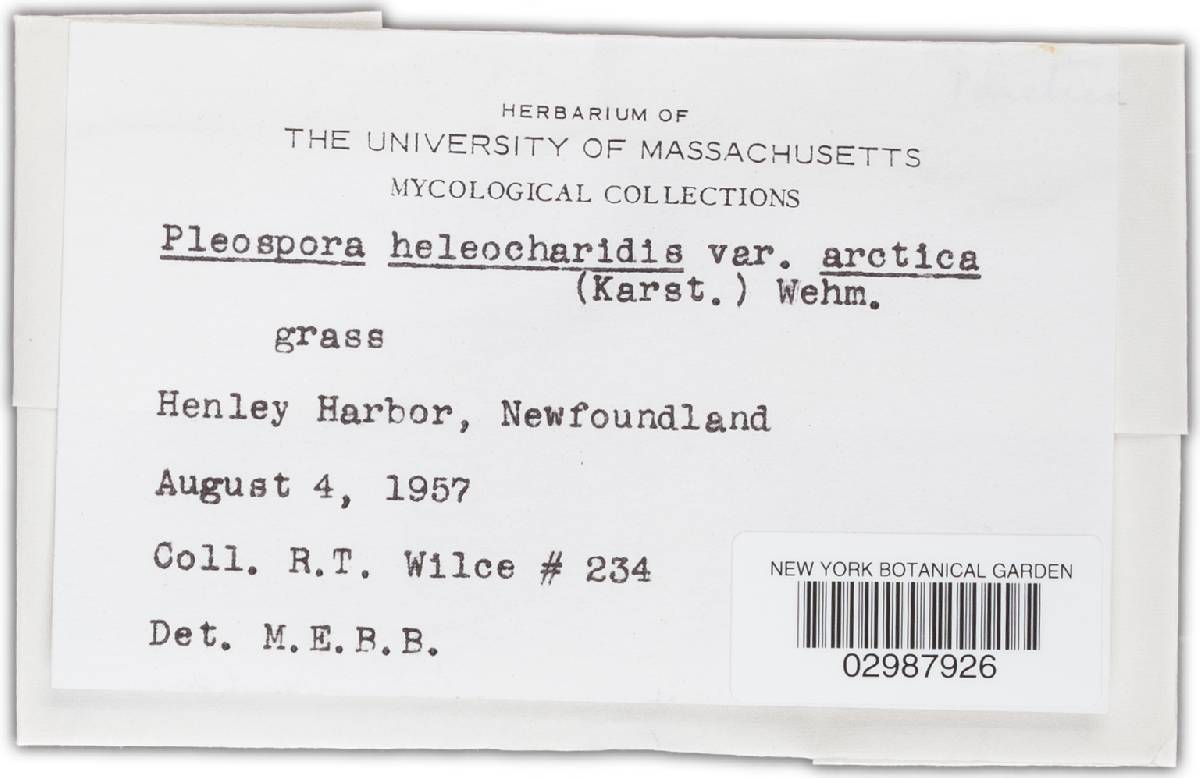 HERBARIUM OF
THE UNIVERSITY OF MASSACHUSETTS
MYCOLOGICAL COLLECTIONS
Pleospora heleocharidis var. arctica
(Karst.) Wehm.
grass
Henley Harbor, Newfoundland
August 4, 1957
Coll. R.T. Wilce # 234
Det. M.E.B.B.
NEW YORK BOTANICAL GARDEN
02987926